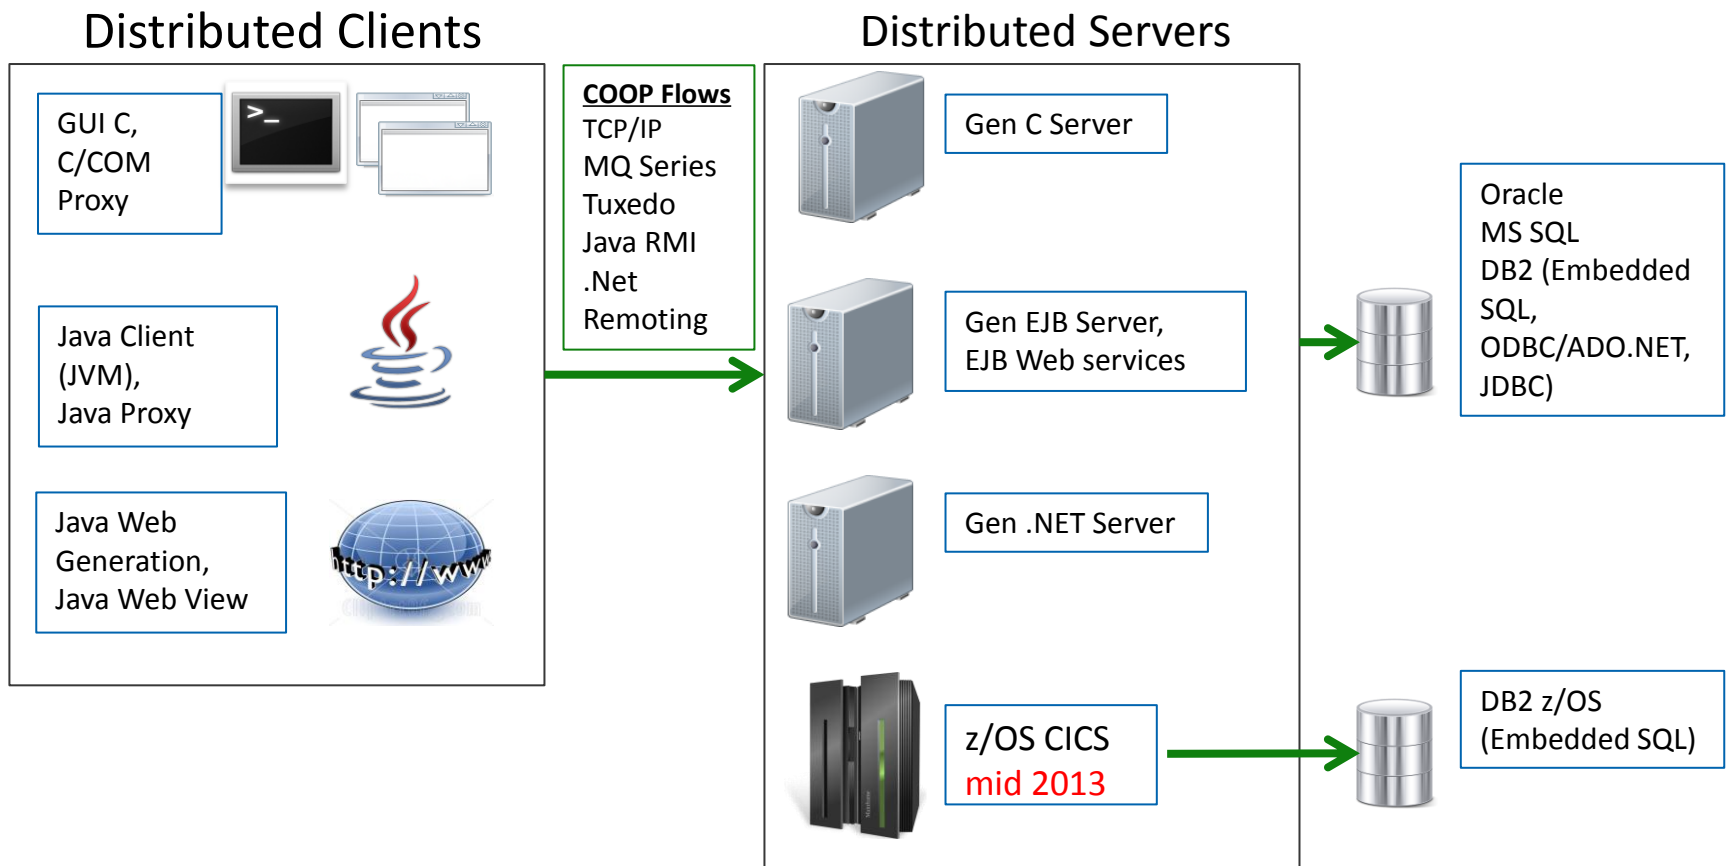 Distributed Clients
Distributed Servers
GUI C,
C/COM
Proxy
>_
Java Client
(JVM),
Java Proxy
Java Web
Generation,
Java Web View
http://www
COOP Flows
TCP/IP
MQ Series
Tuxedo
Java RMI
.Net
Remoting
Gen C Server
Gen EJB Server,
EJB Web services
Gen .NET Server
z/OS CICS
mid 2013
Oracle
MS SQL
DB2 (Embedded
SQL,
ODBC/ADO.NET,
JDBC)
DB2 z/OS
(Embedded SQL)